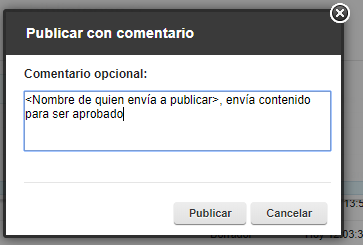 Publicar con comentario
Comentario opcional:
<Nombre de quien envía a publicar>, envía contenido
para ser aprobado
Publicar
Cancelar